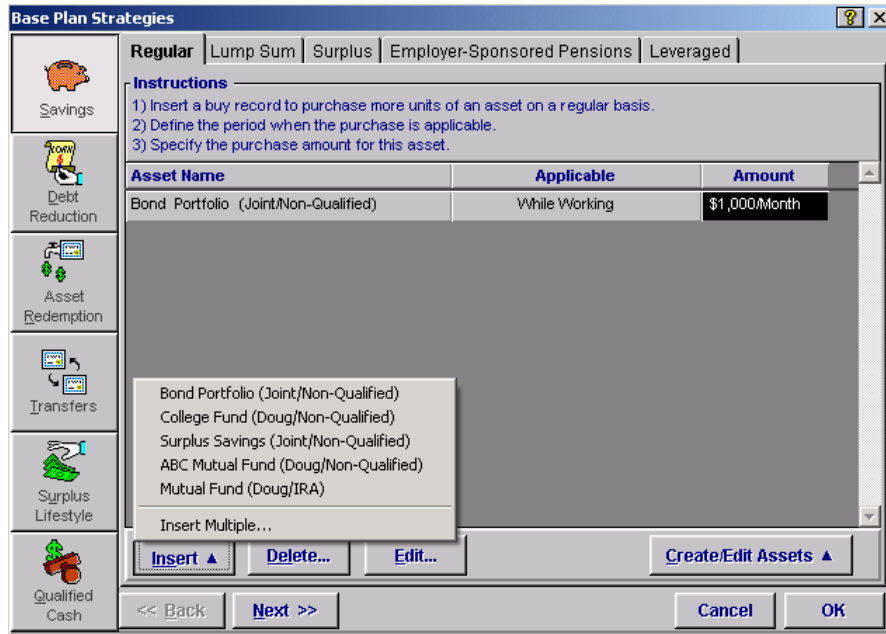 Base Plan Strategies
Savings
Debt
Reduction
Asset
Redemption
Transfers
Surplus
Lifestyle
Qualified
Cash
Regular Lump Sum Surplus Employer-Sponsored Pensions Leveraged
Instructions
1) Insert a buy record to purchase more units of an asset on a regular basis.
2) Define the period when the purchase is applicable.
3) Specify the purchase amount for this asset.
Asset Name Applicable Amount
Bond Portfolio (Joint/Non-Qualified) While Working $1,000/Month
Bond Portfolio (Joint/Non-Qualified)
College Fund (Doug/Non-Qualified)
Surplus Savings (Joint/Non-Qualified)
ABC Mutual Fund (Doug/Non-Qualified)
Mutual Fund (Doug/IRA)
Insert Multiple...
Insert ▲ Delete... Edit... Create/Edit Assets ▲
<< Back Next >> Cancel OK